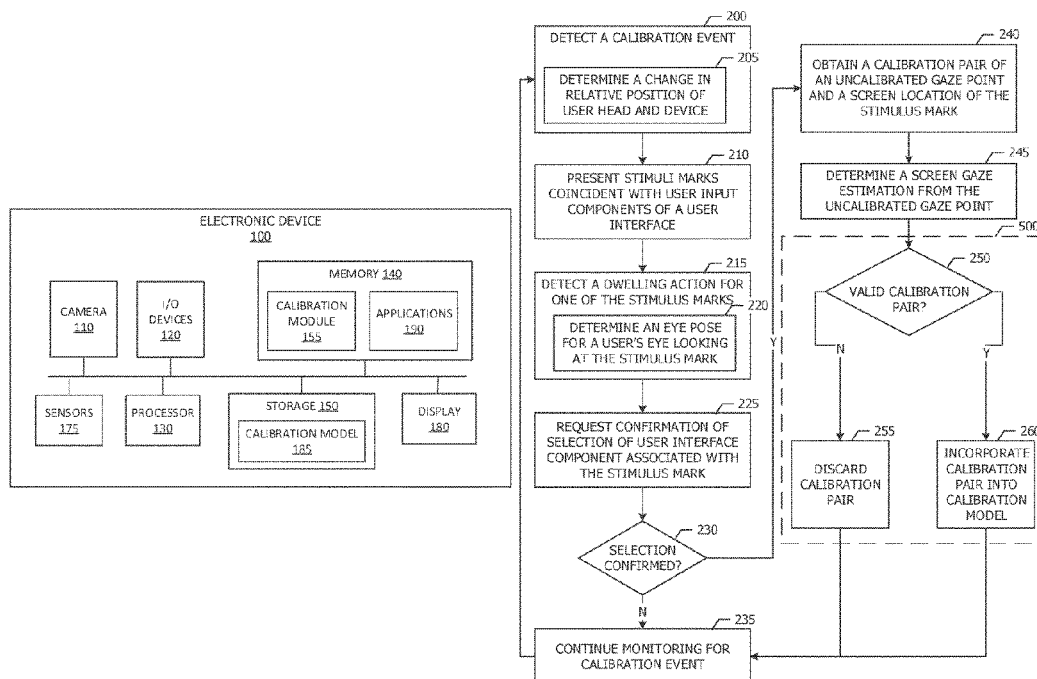 ELECTRONIC DEVICE
100
CAMERA
110
I/O
DEVICES
120
MEMORY 140
CALIBRATION
MODULE
155
APPLICATIONS
190
SENSORS
175
PROCESSOR
130
STORAGE 150
CALIBRATION MODEL
185
DISPLAY
180
200
DETECT A CALIBRATION EVENT
205
DETERMINE A CHANGE IN
RELATIVE POSITION OF
USER HEAD AND DEVICE
210
PRESENT STIMULI MARKS
COINCIDENT WITH USER INPUT
COMPONENTS OF A USER
INTERFACE
215
DETECT A DWELLING ACTION FOR
ONE OF THE STIMULUS MARKS
220
DETERMINE AN EYE POSE
FOR A USER'S EYE LOOKING
AT THE STIMULUS MARK
225
REQUEST CONFIRMATION OF
SELECTION OF USER INTERFACE
COMPONENT ASSOCIATED WITH
THE STIMULUS MARK
230
SELECTION
CONFIRMED?
Y
N
235
CONTINUE MONITORING FOR
CALIBRATION EVENT
240
OBTAIN A CALIBRATION PAIR OF
AN UNCALIBRATED GAZE POINT
AND A SCREEN LOCATION OF THE
STIMULUS MARK
245
DETERMINE A SCREEN GAZE
ESTIMATION FROM THE
UNCALIBRATED GAZE POINT
500
250
VALID CALIBRATION
PAIR?
N
Y
255
DISCARD
CALIBRATION
PAIR
260
INCORPORATE
CALIBRATION
PAIR INTO
CALIBRATION
MODEL